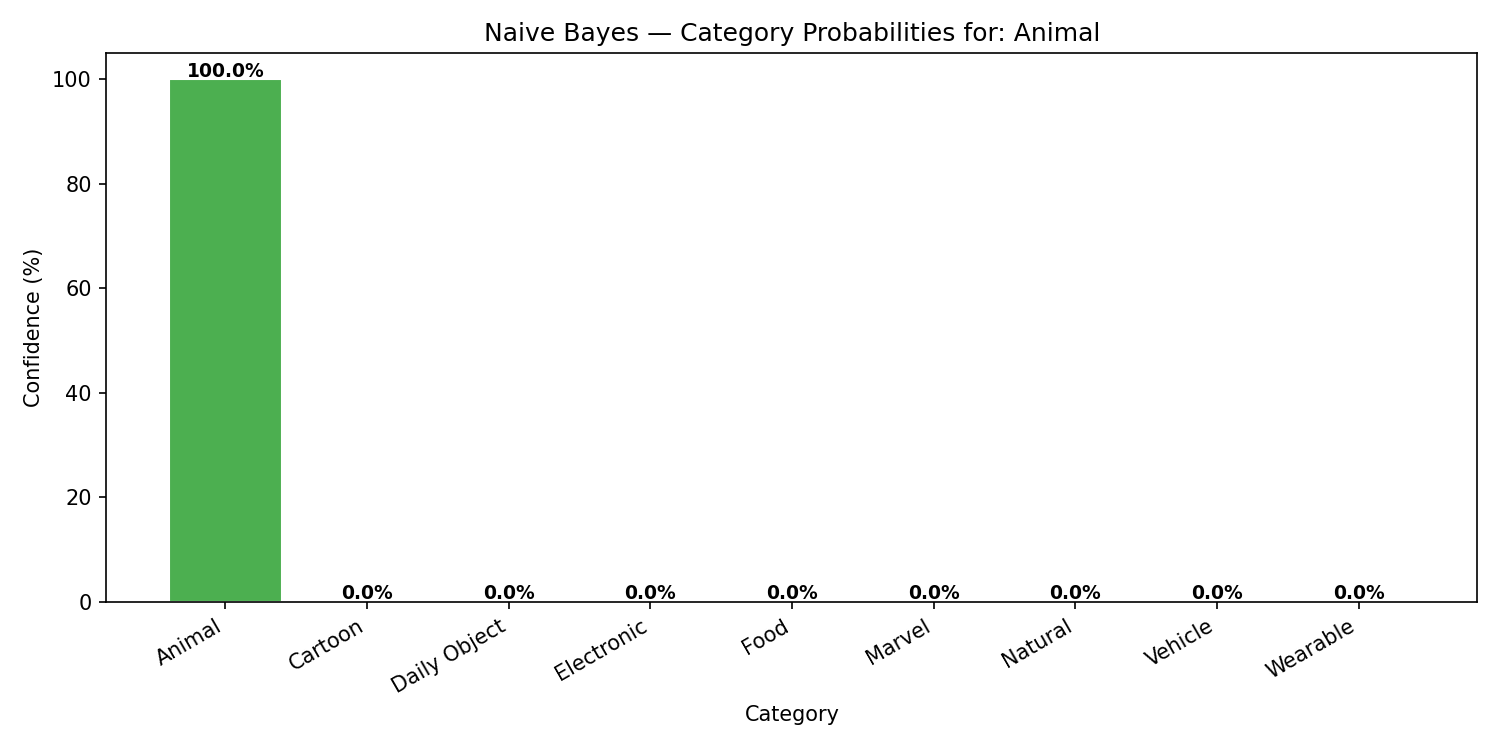 Naive Bayes — Category Probabilities for: Animal
Confidence (%)
100
80
60
40
20
0
100.0%
0.0%
0.0%
0.0%
0.0%
0.0%
0.0%
0.0%
0.0%
Animal
Cartoon
Daily Object
Electronic
Food
Marvel
Natural
Vehicle
Wearable
Category